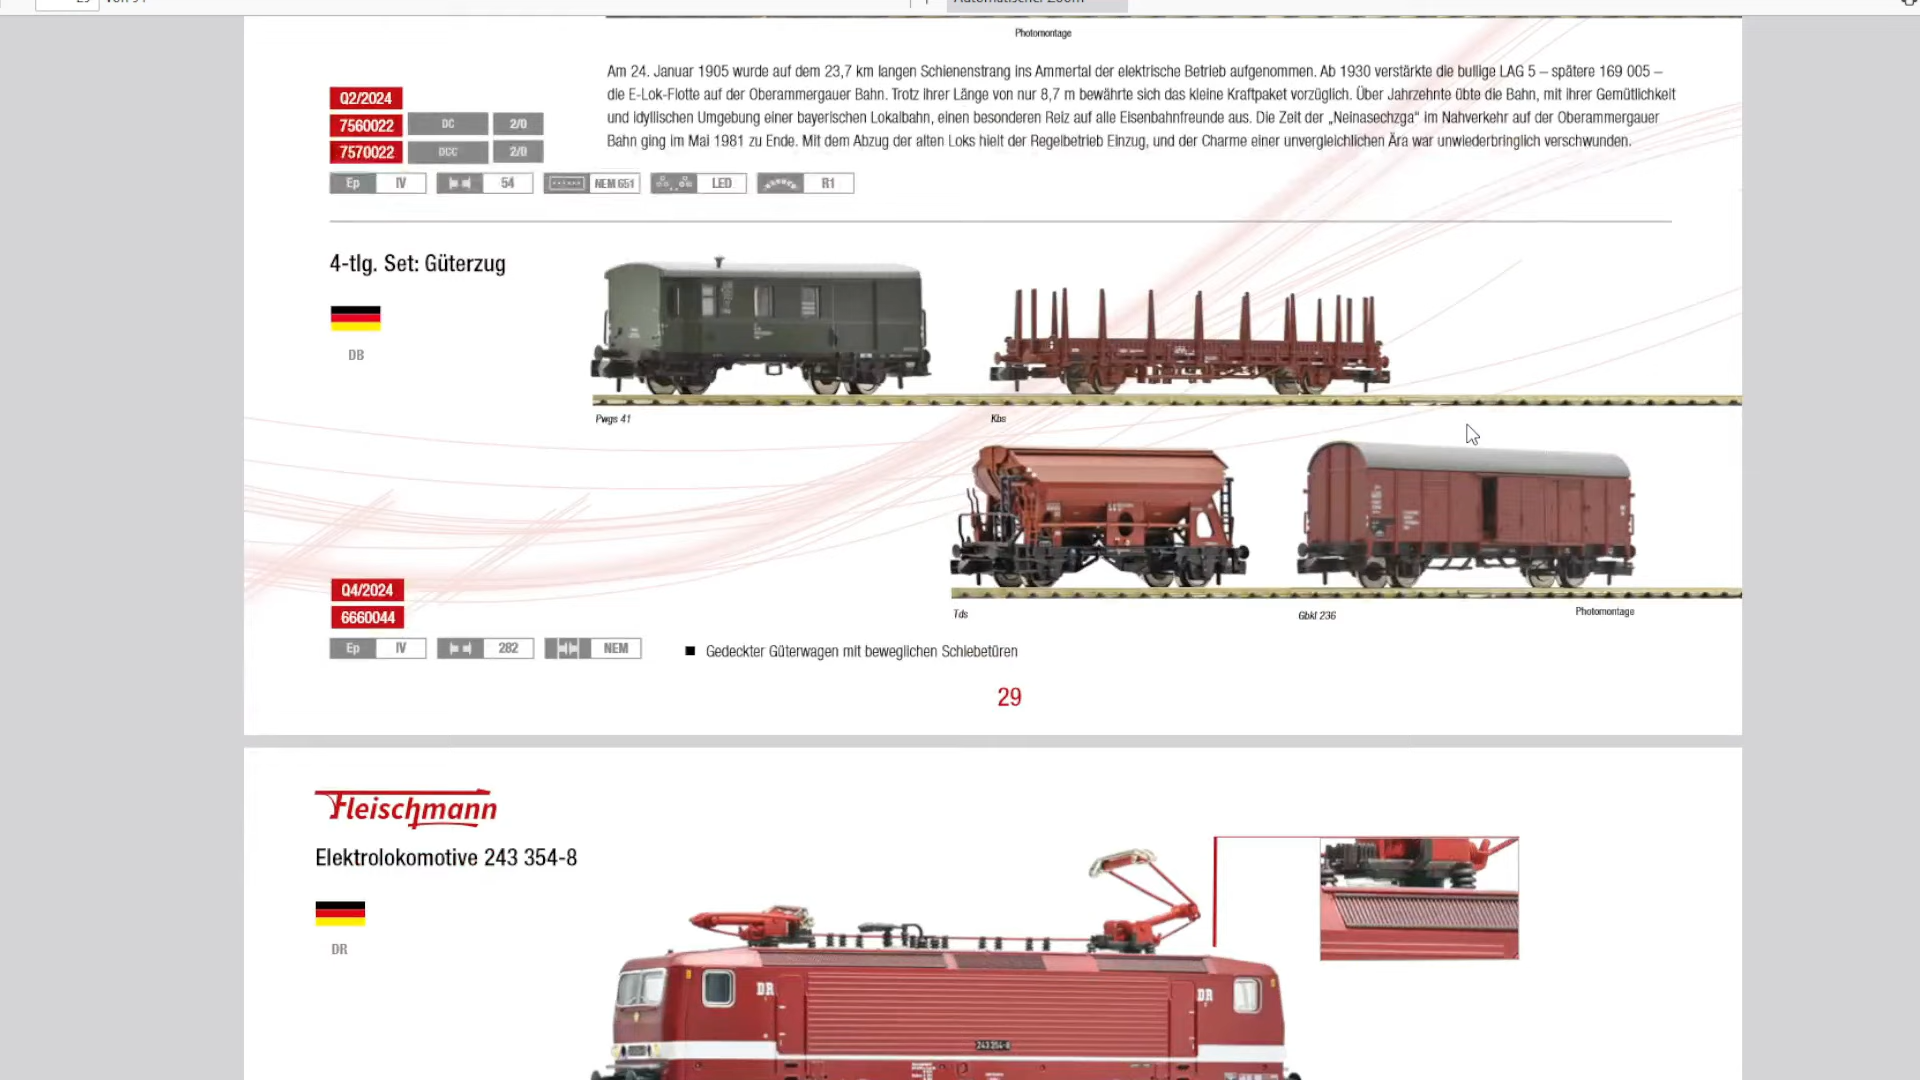 Photomontage
Am 24. Januar 1905 wurde auf dem 23,7 km langen Schienenstrang ins Ammertal der elektrische Betrieb aufgenommen. Ab 1930 verstärkte die bullige LAG 5 – spätere 169 005 –
die E-Lok-Flotte auf der Oberammergauer Bahn. Trotz ihrer Länge von nur 8,7 m bewährte sich das kleine Kraftpaket vorzüglich. Über Jahrzehnte übte die Bahn, mit ihrer Gemütlichkeit
und idyllischen Umgebung einer bayerischen Lokalbahn, einen besonderen Reiz auf alle Eisenbahnfreunde aus. Die Zeit der „Neinasechzga“ im Nahverkehr auf der Oberammergauer
Bahn ging im Mai 1981 zu Ende. Mit dem Abzug der alten Loks hielt der Regelbetrieb Einzug, und der Charme einer unvergleichlichen Ära war unwiederbringlich verschwunden.
Q2/2024
7560022 DC 2/0
7570022 DCC 2/0
Ep IV 54 NEM 651 LED R1
4-tlg. Set: Güterzug
DB
Pwgs 41 Kbs
Tds Gbkl 236 Photomontage
Q4/2024
6660044
Ep IV 282 NEM
■ Gedeckter Güterwagen mit beweglichen Schiebetüren
29
Fleischmann
Elektrolokomotive 243 354-8
DR
DR DR
243 354-8